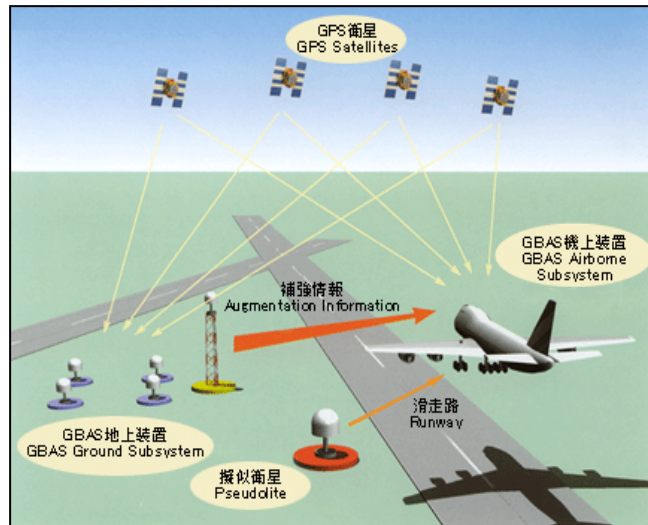 GPS衛星
GPS Satellites
GBAS機上装置
GBAS Airborne
Subsystem
補強情報
Augmentation Information
滑走路
Runway
GBAS地上装置
GBAS Ground Subsystem
擬似衛星
Pseudolite